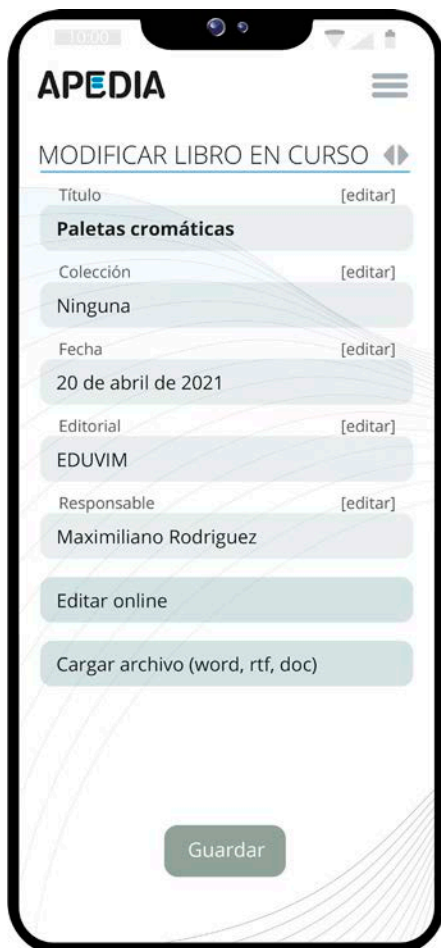 10:00
APEDIA
MODIFICAR LIBRO EN CURSO
Título [editar]
Paletas cromáticas
Colección [editar]
Ninguna
Fecha [editar]
20 de abril de 2021
Editorial [editar]
EDUVIM
Responsable [editar]
Maximiliano Rodriguez
Editar online
Cargar archivo (word, rtf, doc)
Guardar